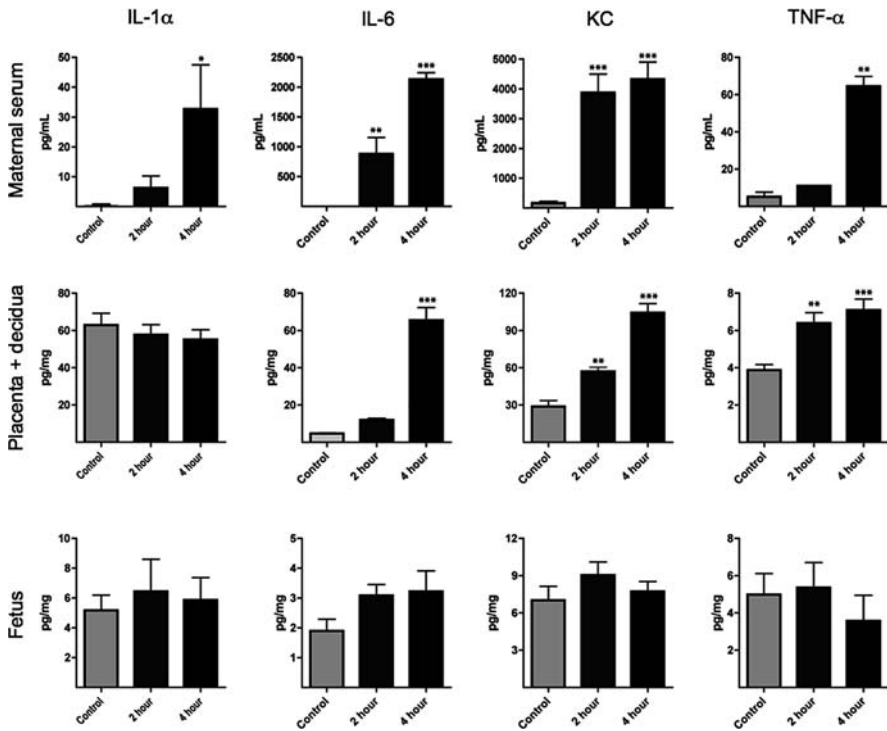 IL-1α IL-6 KC TNF-α
Maternal serum
pg/mL
50
40
30
20
10
*
Control 2 hour 4 hour
pg/mL
2500
2000
1500
1000
500
** ***
Control 2 hour 4 hour
pg/mL
5000
4000
3000
2000
1000
*** ***
Control 2 hour 4 hour
pg/mL
80
60
40
20
**
Control 2 hour 4 hour
Placenta + decidua
pg/mg
80
60
40
20
Control 2 hour 4 hour
pg/mg
80
60
40
20
***
Control 2 hour 4 hour
pg/mg
120
90
60
30
** ***
Control 2 hour 4 hour
pg/mg
8
6
4
2
** ***
Control 2 hour 4 hour
Fetus
pg/mg
10
8
6
4
2
Control 2 hour 4 hour
pg/mg
5
4
3
2
1
Control 2 hour 4 hour
pg/mg
12
9
6
3
Control 2 hour 4 hour
pg/mg
8
6
4
2
Control 2 hour 4 hour